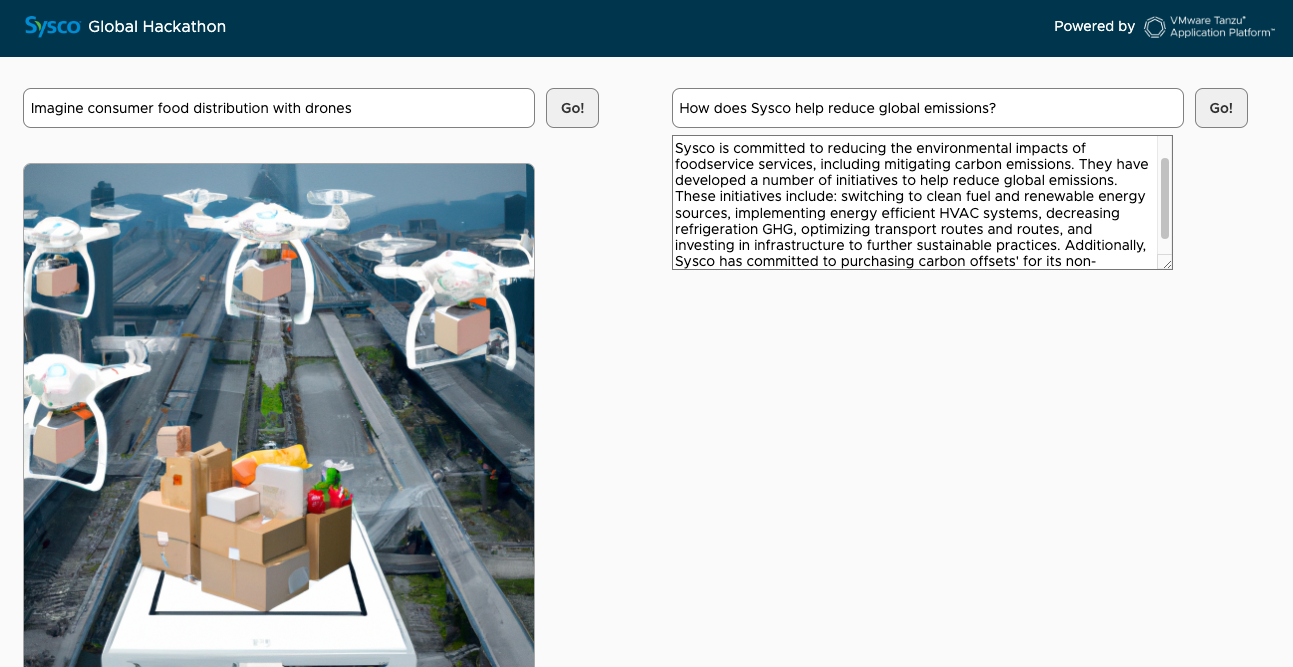 Sysco Global Hackathon
Powered by
VMware Tanzu®
Application Platform™
Imagine consumer food distribution with drones
Go!
How does Sysco help reduce global emissions?
Go!
Sysco is committed to reducing the environmental impacts of
foodservice services, including mitigating carbon emissions. They have
developed a number of initiatives to help reduce global emissions.
These initiatives include: switching to clean fuel and renewable energy
sources, implementing energy efficient HVAC systems, decreasing
refrigeration GHG, optimizing transport routes and routes, and
investing in infrastructure to further sustainable practices. Additionally,
Sysco has committed to purchasing carbon offsets' for its non-